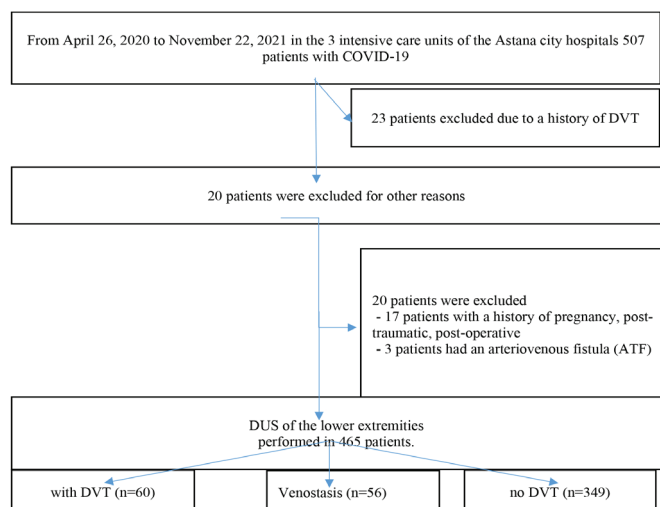 From April 26, 2020 to November 22, 2021 in the 3 intensive care units of the Astana city hospitals 507
patients with COVID-19
23 patients excluded due to a history of DVT
20 patients were excluded for other reasons
20 patients were excluded
- 17 patients with a history of pregnancy, post-
traumatic, post-operative
- 3 patients had an arteriovenous fistula (ATF)
DUS of the lower extremities
performed in 465 patients.
with DVT (n=60)
Venostasis (n=56)
no DVT (n=349)